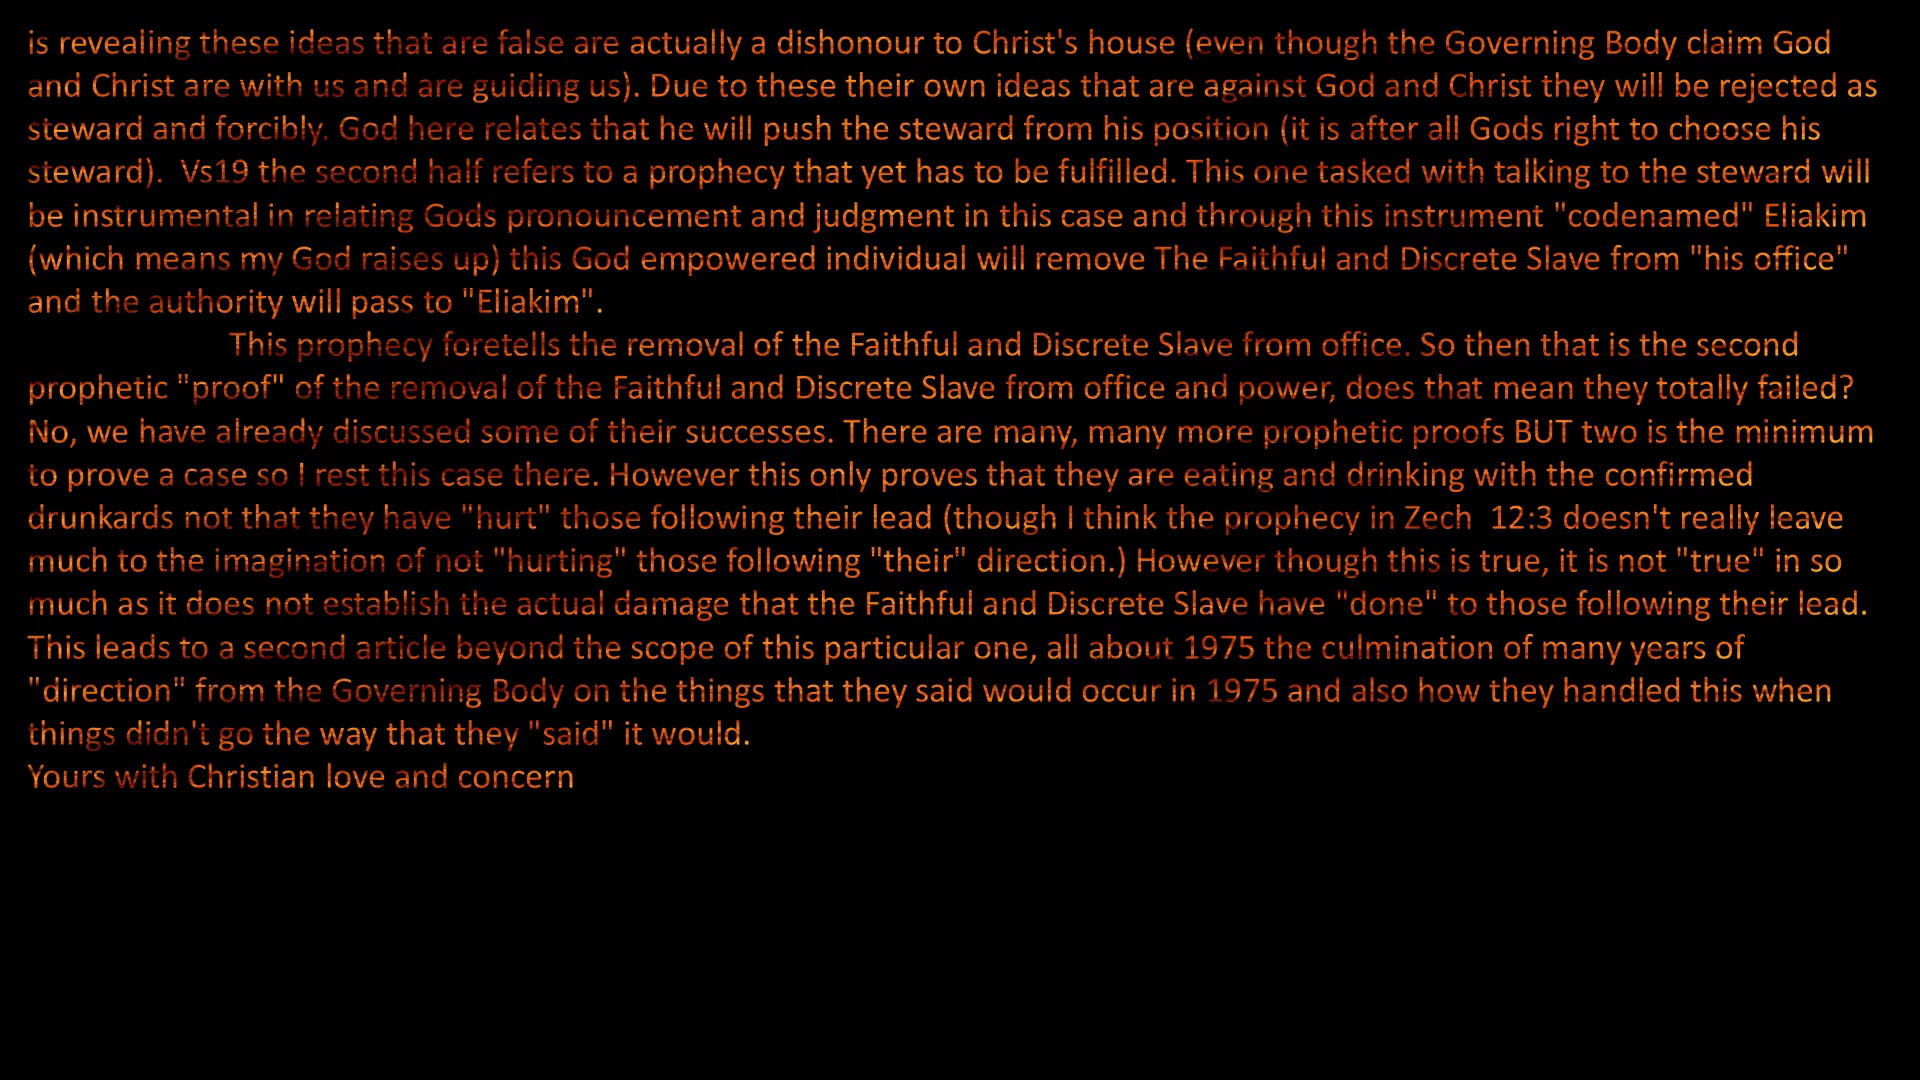 is revealing these ideas that are false are actually a dishonour to Christ's house (even though the Governing Body claim God
and Christ are with us and are guiding us). Due to these their own ideas that are against God and Christ they will be rejected as
steward and forcibly. God here relates that he will push the steward from his position (it is after all Gods right to choose his
steward).  Vs19 the second half refers to a prophecy that yet has to be fulfilled. This one tasked with talking to the steward will
be instrumental in relating Gods pronouncement and judgment in this case and through this instrument "codenamed" Eliakim
(which means my God raises up) this God empowered individual will remove The Faithful and Discrete Slave from "his office"
and the authority will pass to "Eliakim".
This prophecy foretells the removal of the Faithful and Discrete Slave from office. So then that is the second
prophetic "proof" of the removal of the Faithful and Discrete Slave from office and power, does that mean they totally failed?
No, we have already discussed some of their successes. There are many, many more prophetic proofs BUT two is the minimum
to prove a case so I rest this case there. However this only proves that they are eating and drinking with the confirmed
drunkards not that they have "hurt" those following their lead (though I think the prophecy in Zech  12:3 doesn't really leave
much to the imagination of not "hurting" those following "their" direction.) However though this is true, it is not "true" in so
much as it does not establish the actual damage that the Faithful and Discrete Slave have "done" to those following their lead.
This leads to a second article beyond the scope of this particular one, all about 1975 the culmination of many years of
"direction" from the Governing Body on the things that they said would occur in 1975 and also how they handled this when
things didn't go the way that they "said" it would.
Yours with Christian love and concern